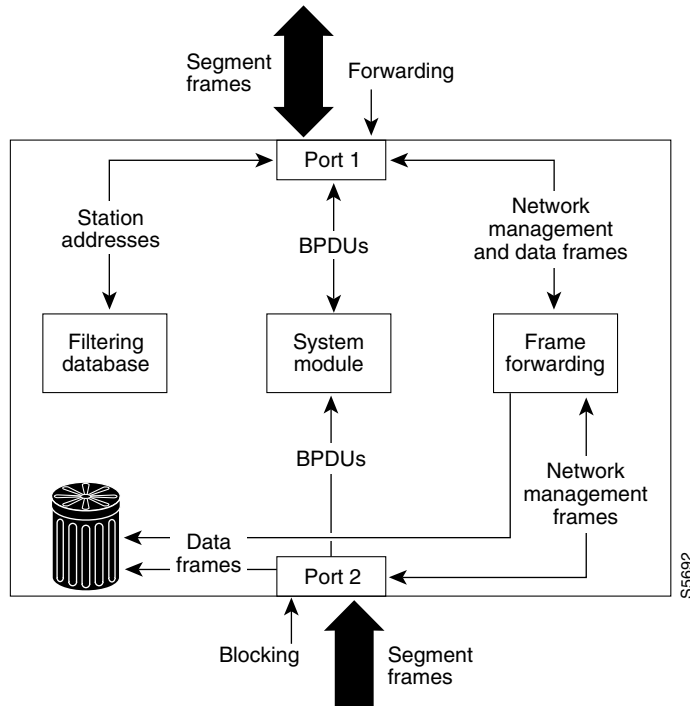 Segment
frames
Forwarding
Port 1
Station
addresses
BPDUs
Network
management
and data frames
Filtering
database
System
module
Frame
forwarding
BPDUs
Network
management
frames
Data
frames
Port 2
Blocking
Segment
frames
S5692